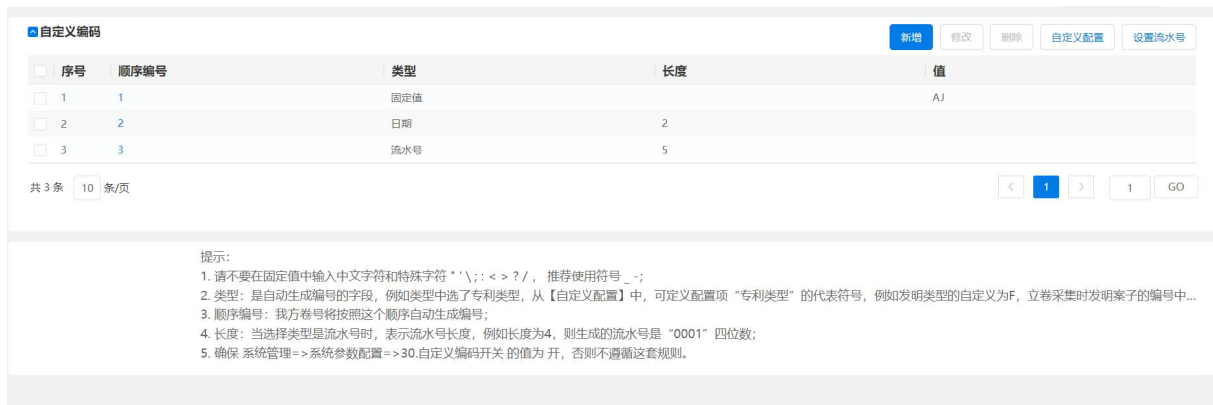 自定义编码
新增 修改 删除 自定义配置 设置流水号
序号 顺序编号 类型 长度 值
1 1 固定值 AJ
2 2 日期 2
3 3 流水号 5
共 3 条 10 条/页 < 1 > 1 GO
提示：
1. 请不要在固定值中输入中文字符和特殊字符 " ' \ ; : < > ? / ， 推荐使用符号 _ -;
2. 类型：是自动生成编号的字段，例如类型中选了专利类型，从【自定义配置】中，可定义配置项“专利类型”的代表符号，例如发明类型的自定义为F，立卷采集时发明案子的编号中...
3. 顺序编号：我方卷号将按照这个顺序自动生成编号；
4. 长度：当选择类型是流水号时，表示流水号长度，例如长度为4，则生成的流水号是“0001”四位数；
5. 确保 系统管理=>系统参数配置=>30.自定义编码开关 的值为 开，否则不遵循这套规则。